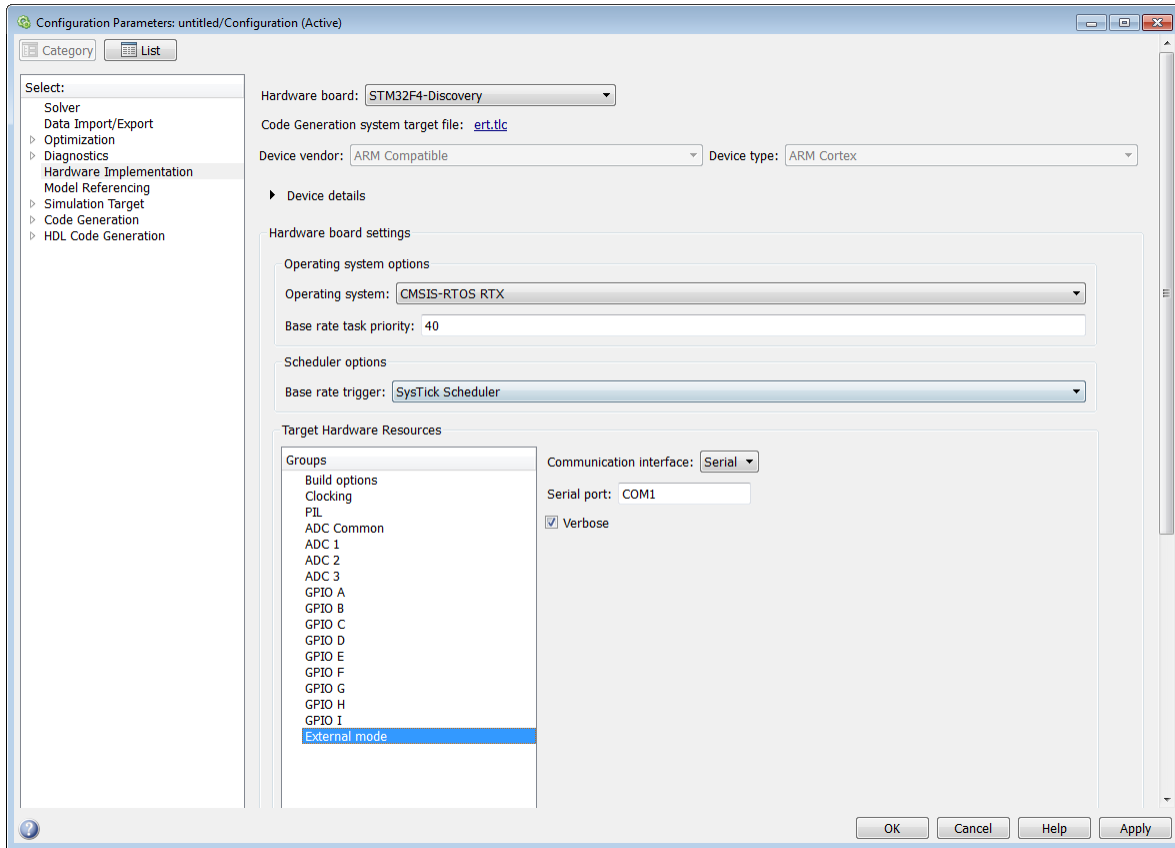 Configuration Parameters: untitled/Configuration (Active)
Category List
Select:
Solver
Data Import/Export
Optimization
Diagnostics
Hardware Implementation
Model Referencing
Simulation Target
Code Generation
HDL Code Generation
Hardware board: STM32F4-Discovery
Code Generation system target file: ert.tlc
Device vendor: ARM Compatible Device type: ARM Cortex
Device details
Hardware board settings
Operating system options
Operating system: CMSIS-RTOS RTX
Base rate task priority: 40
Scheduler options
Base rate trigger: SysTick Scheduler
Target Hardware Resources
Groups
Build options
Clocking
PIL
ADC Common
ADC 1
ADC 2
ADC 3
GPIO A
GPIO B
GPIO C
GPIO D
GPIO E
GPIO F
GPIO G
GPIO H
GPIO I
External mode
Communication interface: Serial
Serial port: COM1
Verbose
OK Cancel Help Apply